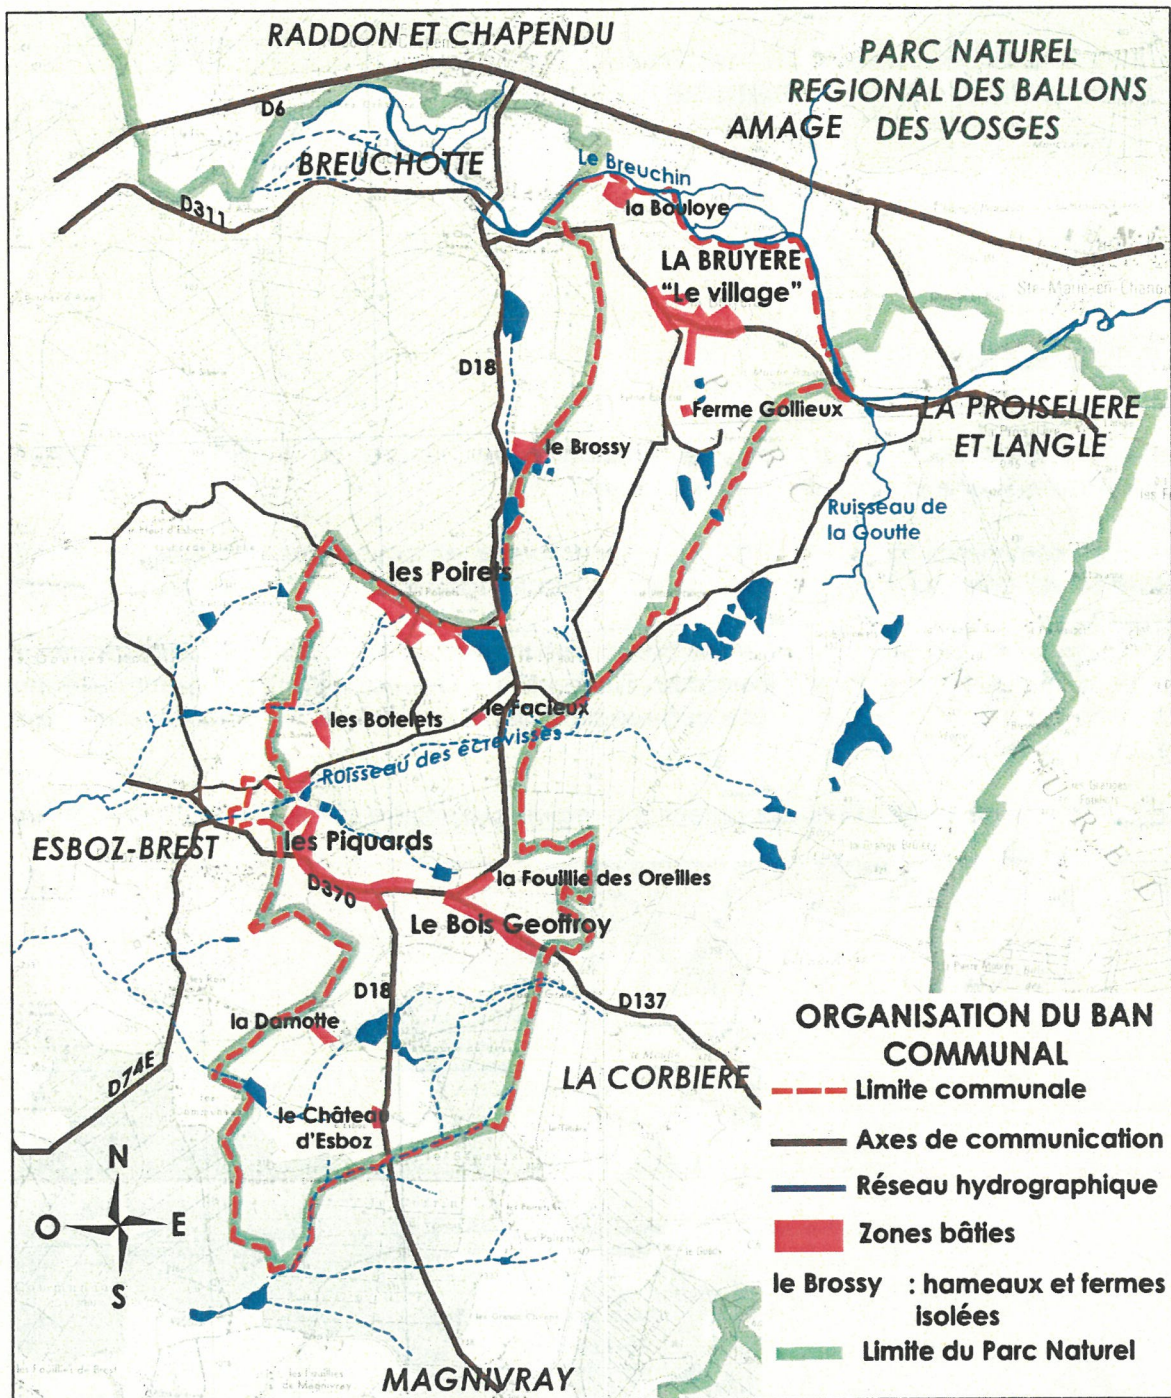 RADDON ET CHAPENDU
PARC NATUREL
REGIONAL DES BALLONS
DES VOSGES
AMAGE
D6
BREUCHOTTE
Le Breuchin
la Bouloye
D311
LA BRUYERE
"Le village"
D18
Ferme Gollieux
LA PROISELIERE
ET LANGLE
le Brossy
Ruisseau de
la Goutte
les Poirets
les Botelets
le Facieux
Ruisseau des écrevisses
ESBOZ-BREST
les Piquards
D370
la Fouillie des Oreilles
Le Bois Geoffroy
D18
D137
la Damotte
D74E
LA CORBIERE
le Château
d'Esboz
MAGNIVRAY
N
O
E
S
ORGANISATION DU BAN
COMMUNAL
Limite communale
Axes de communication
Réseau hydrographique
Zones bâties
le Brossy : hameaux et fermes
isolées
Limite du Parc Naturel